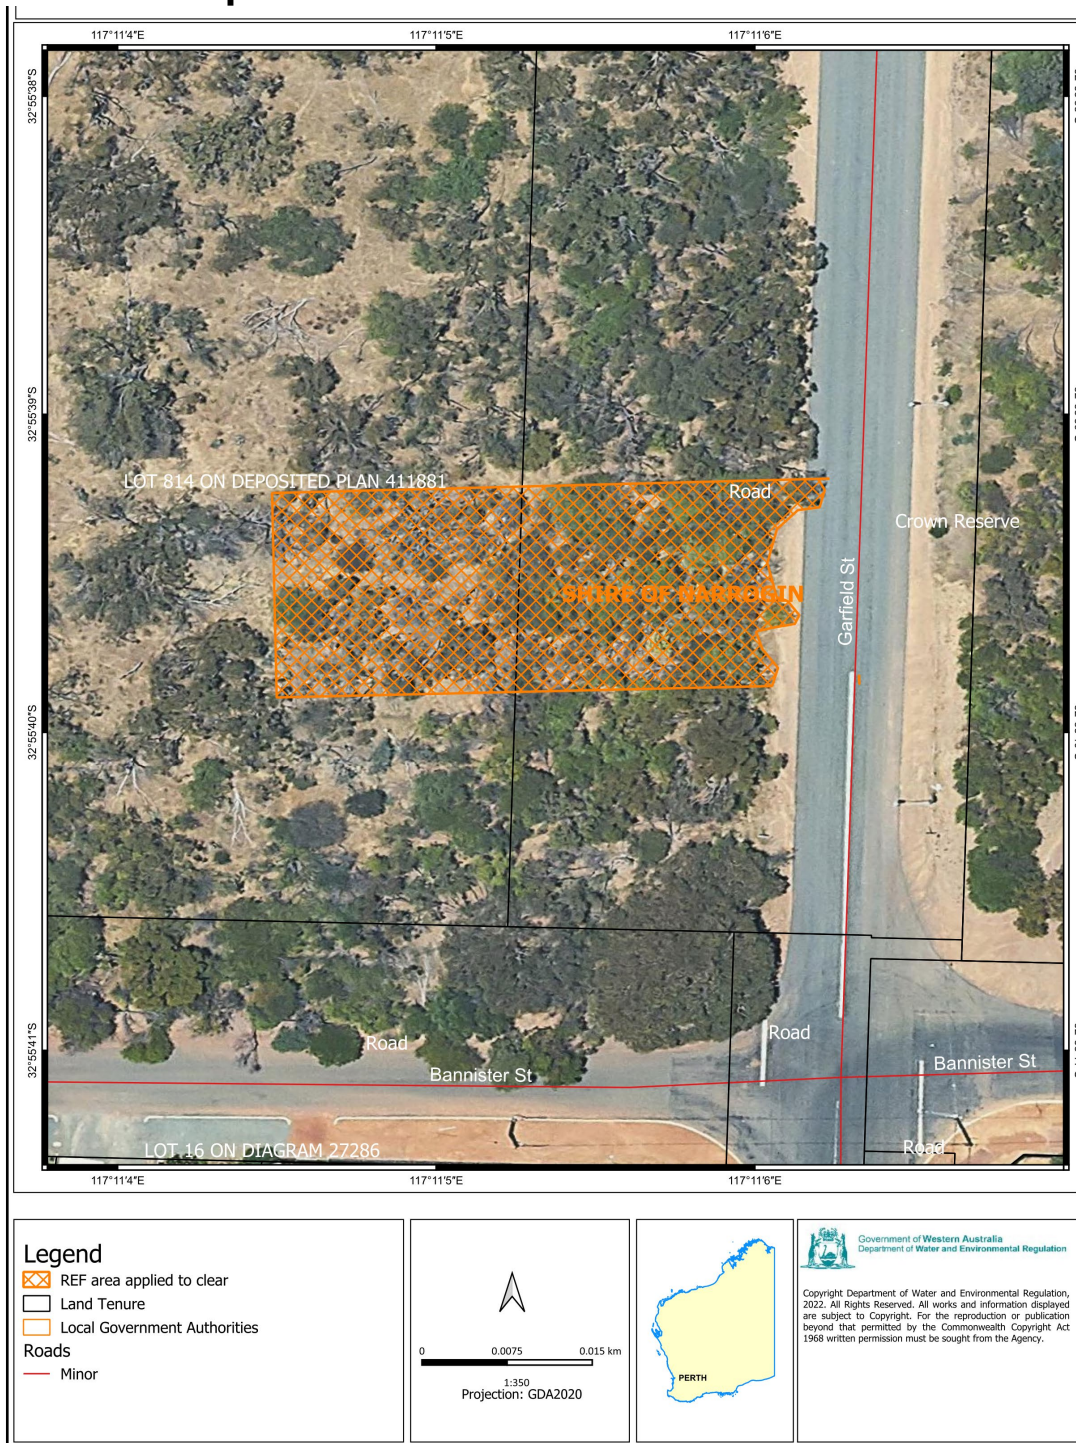 117°11'4"E 117°11'5"E 117°11'6"E
32°55'38"S
32°55'39"S
LOT 814 ON DEPOSITED PLAN 411881
Road
Crown Reserve
SHIRE OF NARROGIN
Garfield St
32°55'40"S
32°55'41"S
Road
Road
Bannister St
Bannister St
LOT 16 ON DIAGRAM 27286
Road
117°11'4"E 117°11'5"E 117°11'6"E
Legend
REF area applied to clear
Land Tenure
Local Government Authorities
Roads
Minor
0 0.0075 0.015 km
1:350
Projection: GDA2020
PERTH
Government of Western Australia
Department of Water and Environmental Regulation
Copyright Department of Water and Environmental Regulation,
2022. All Rights Reserved. All works and information displayed
are subject to Copyright. For the reproduction or publication
beyond that permitted by the Commonwealth Copyright Act
1968 written permission must be sought from the Agency.